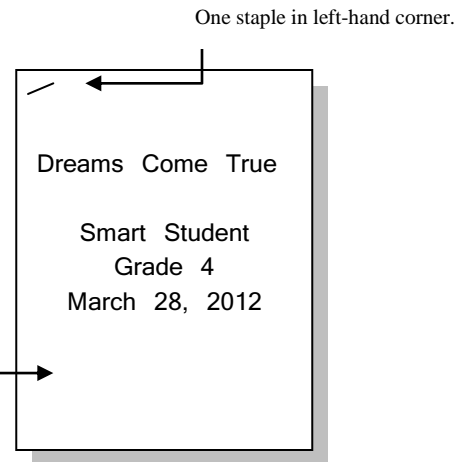 One staple in left-hand corner.
Dreams Come True
Smart Student
Grade 4
March 28, 2012